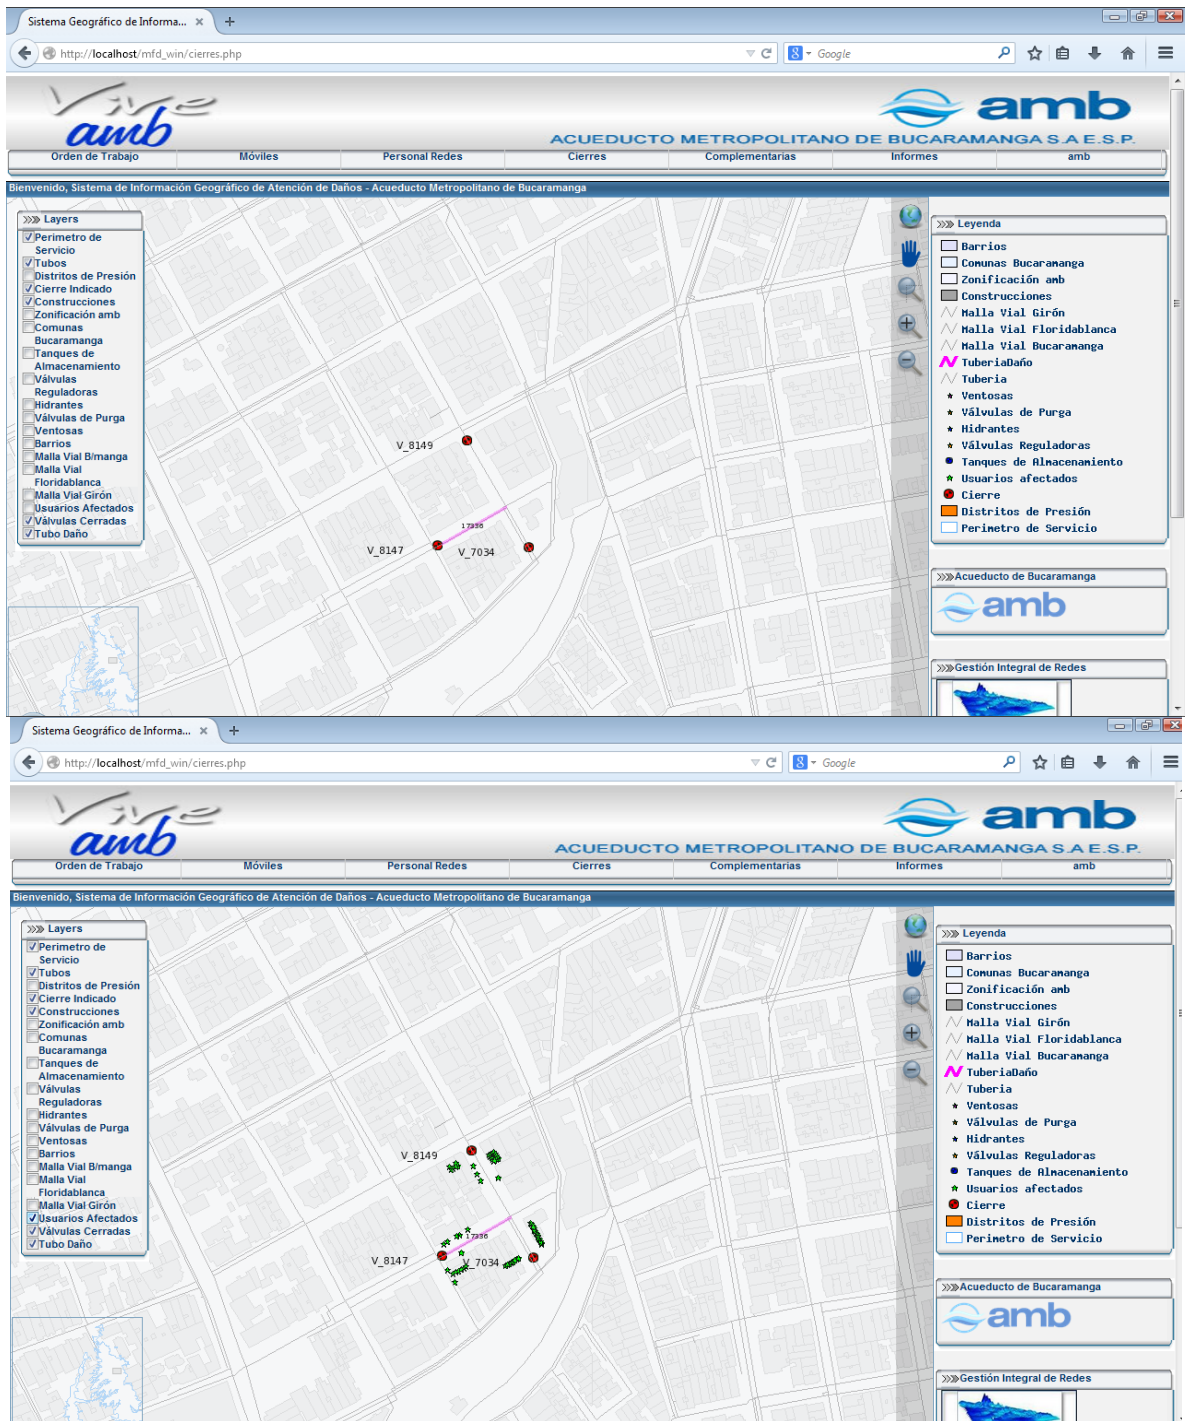 Sistema Geográfico de Informa... × +
http://localhost/mfd_win/cierres.php
8 Google
Vive
amb
amb
ACUEDUCTO METROPOLITANO DE BUCARAMANGA S.A E.S.P.
Orden de Trabajo Móviles Personal Redes Cierres Complementarias Informes amb
Bienvenido, Sistema de Información Geográfico de Atención de Daños - Acueducto Metropolitano de Bucaramanga
Layers
Perimetro de
Servicio
Tubos
Distritos de Presión
Cierre Indicado
Construcciones
Zonificación amb
Comunas
Bucaramanga
Tanques de
Almacenamiento
Válvulas
Reguladoras
Hidrantes
Válvulas de Purga
Ventosas
Barrios
Malla Vial B/manga
Malla Vial
Floridablanca
Malla Vial Girón
Usuarios Afectados
Válvulas Cerradas
Tubo Daño
V_8149
17336
V_8147
V_7034
Leyenda
Barrios
Comunas Bucaramanga
Zonificación amb
Construcciones
Malla Vial Girón
Malla Vial Floridablanca
Malla Vial Bucaramanga
TuberiaDaño
Tuberia
Ventosas
Válvulas de Purga
Hidrantes
Válvulas Reguladoras
Tanques de Almacenamiento
Usuarios afectados
Cierre
Distritos de Presión
Perimetro de Servicio
Acueducto de Bucaramanga
amb
Gestión Integral de Redes
Sistema Geográfico de Informa... × +
http://localhost/mfd_win/cierres.php
8 Google
Vive
amb
amb
ACUEDUCTO METROPOLITANO DE BUCARAMANGA S.A E.S.P.
Orden de Trabajo Móviles Personal Redes Cierres Complementarias Informes amb
Bienvenido, Sistema de Información Geográfico de Atención de Daños - Acueducto Metropolitano de Bucaramanga
Layers
Perimetro de
Servicio
Tubos
Distritos de Presión
Cierre Indicado
Construcciones
Zonificación amb
Comunas
Bucaramanga
Tanques de
Almacenamiento
Válvulas
Reguladoras
Hidrantes
Válvulas de Purga
Ventosas
Barrios
Malla Vial B/manga
Malla Vial
Floridablanca
Malla Vial Girón
Usuarios Afectados
Válvulas Cerradas
Tubo Daño
V_8149
17336
V_8147
V_7034
Leyenda
Barrios
Comunas Bucaramanga
Zonificación amb
Construcciones
Malla Vial Girón
Malla Vial Floridablanca
Malla Vial Bucaramanga
TuberiaDaño
Tuberia
Ventosas
Válvulas de Purga
Hidrantes
Válvulas Reguladoras
Tanques de Almacenamiento
Usuarios afectados
Cierre
Distritos de Presión
Perimetro de Servicio
Acueducto de Bucaramanga
amb
Gestión Integral de Redes